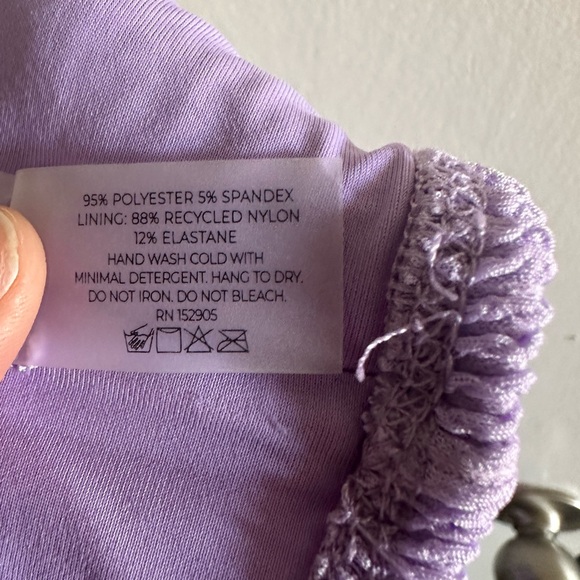 95% POLYESTER 5% SPANDEX
LINING: 88% RECYCLED NYLON
12% ELASTANE
HAND WASH COLD WITH
MINIMAL DETERGENT. HANG TO DRY.
DO NOT IRON. DO NOT BLEACH.
RN 152905